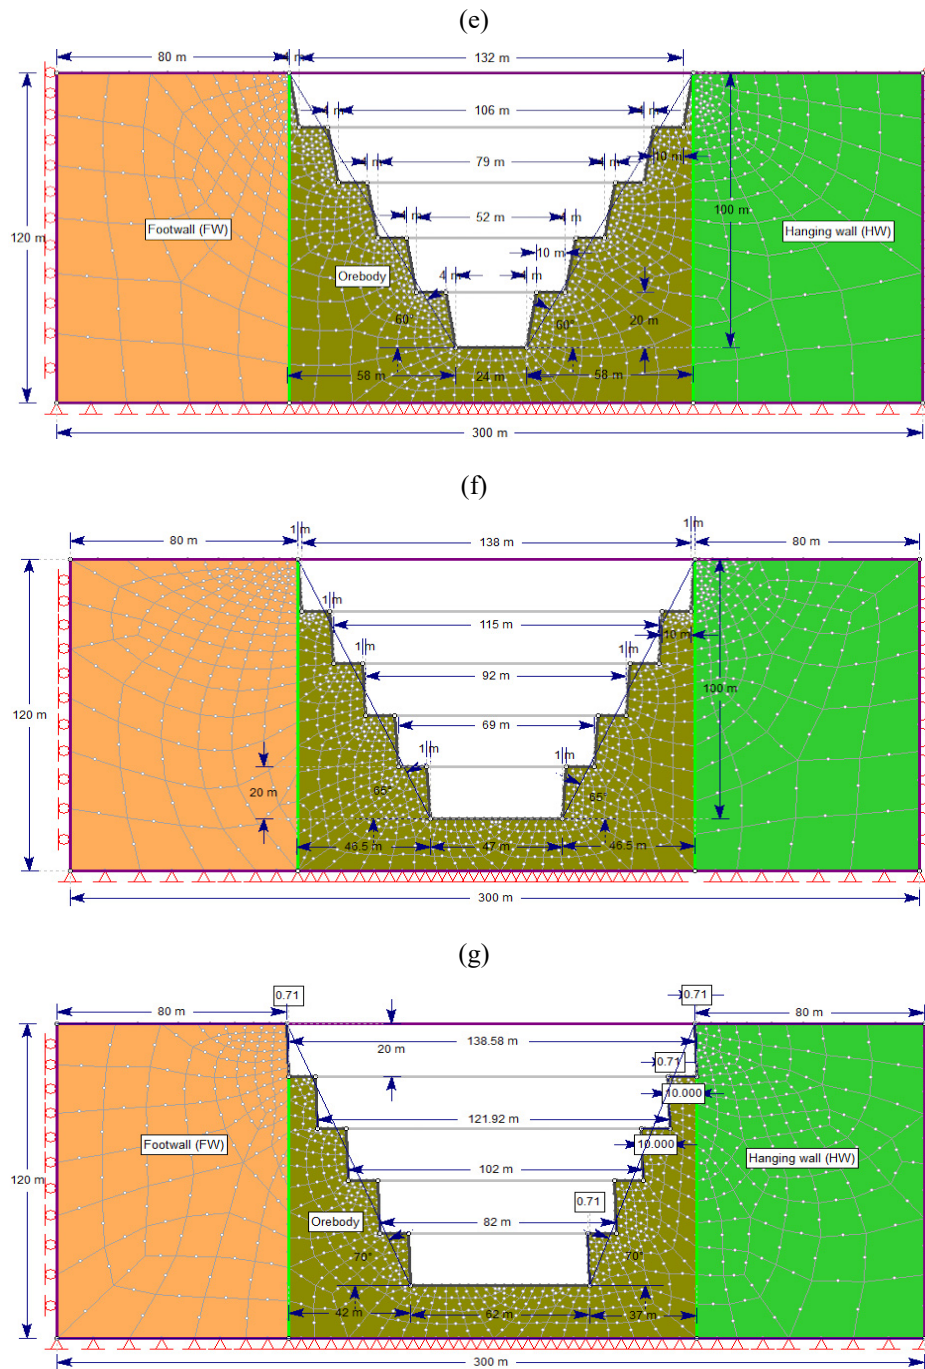 (e)
80 m
132 m
106 m
m
79 m
10 m
m
52 m
100 m
Footwall (FW)
Hanging wall (HW)
120 m
10 m
Orebody
4 m
m
60°
60°
20 m
58 m
24 m
58 m
300 m
(f)
1 m
1 m
80 m
138 m
80 m
1 m
1 m
115 m
10 m
1 m
1 m
92 m
100 m
120 m
69 m
1 m
1 m
20 m
65°
65°
46.5 m
47 m
46.5 m
300 m
(g)
0.71
0.71
80 m
80 m
20 m
138.58 m
0.71
10.000
121.92 m
Footwall (FW)
10.000
Hanging wall (HW)
102 m
120 m
0.71
Orebody
82 m
70°
70°
42 m
62 m
37 m
300 m